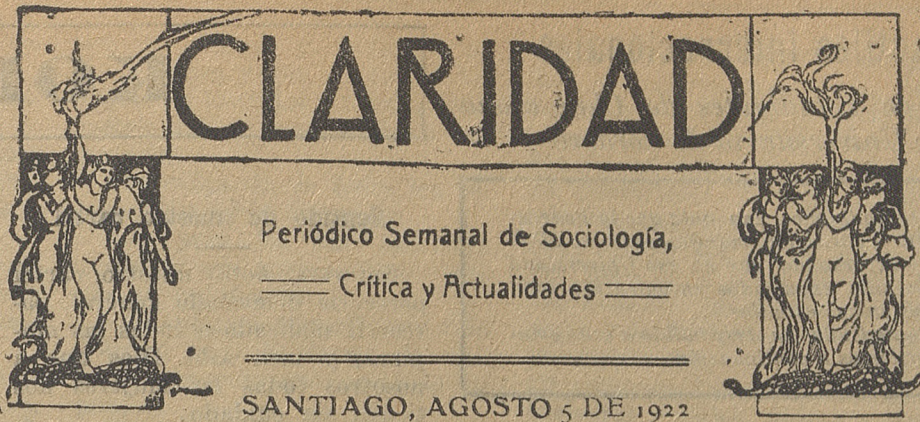 CLARIDAD
Periódico Semanal de Sociología,
Crítica y Actualidades
SANTIAGO, AGOSTO 5 DE 1922